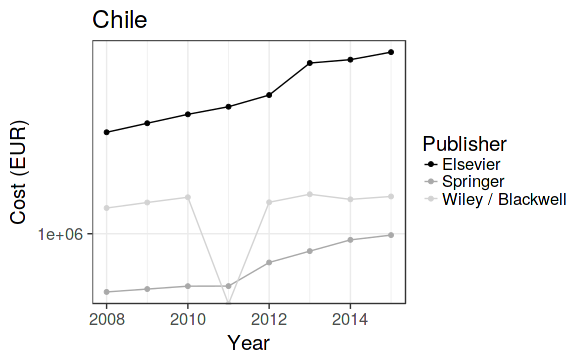 Chile
Cost (EUR)
1e+06
2008 2010 2012 2014
Year
Publisher
Elsevier
Springer
Wiley / Blackwell